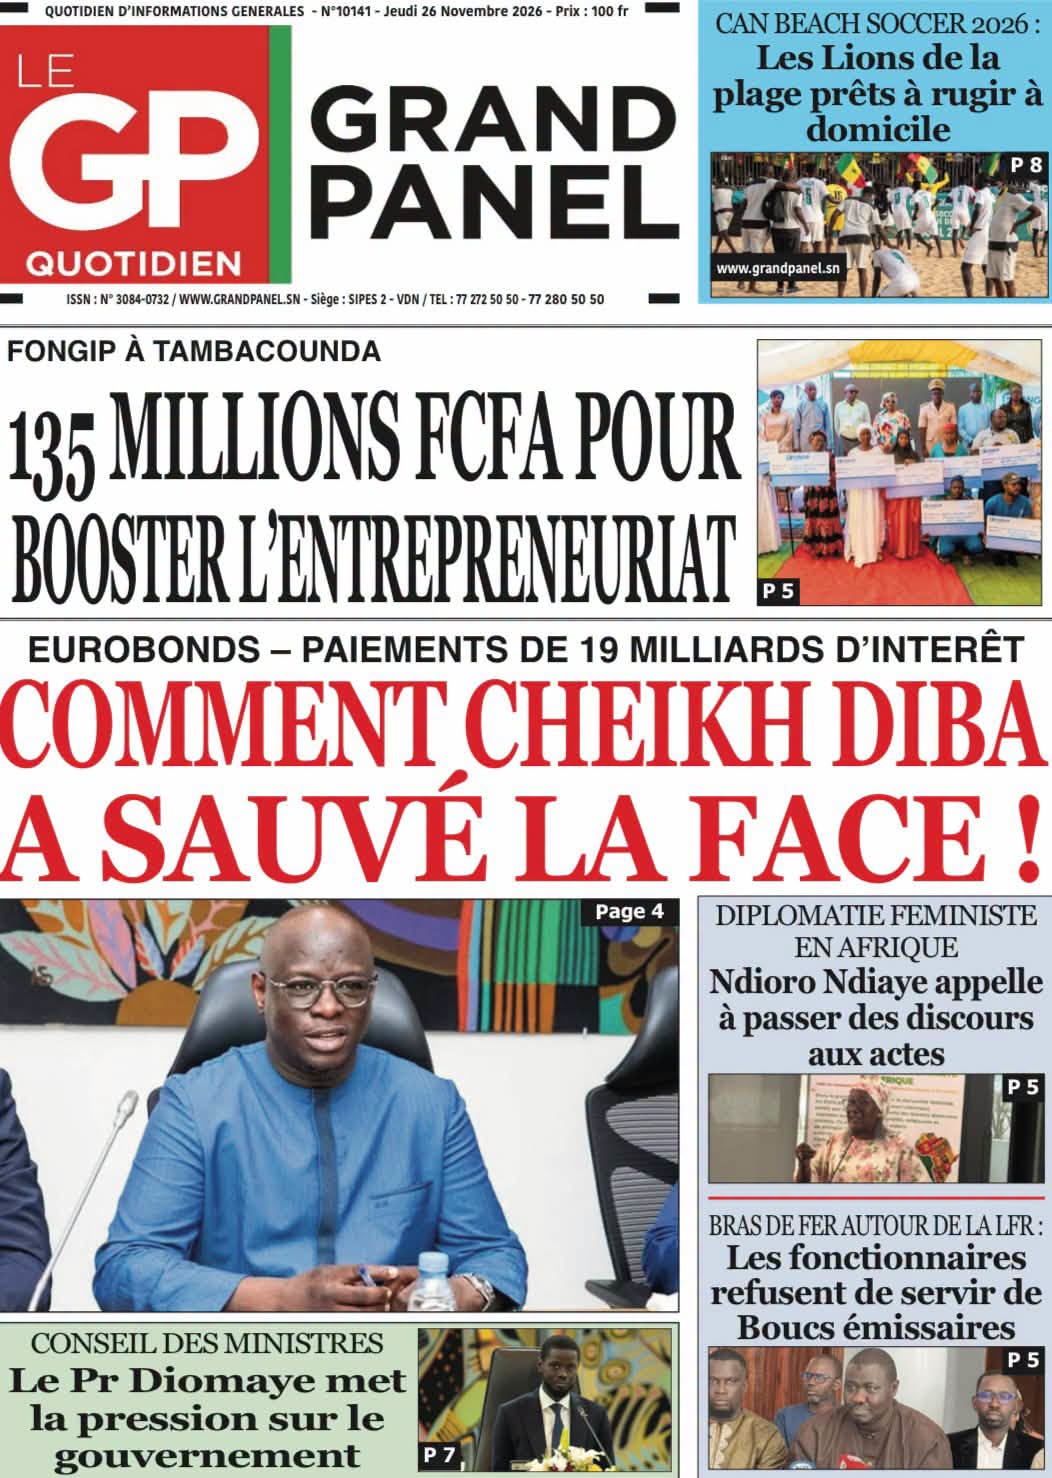 QUOTIDIEN D'INFORMATIONS GENERALES - N°10141 - Jeudi 26 Novembre 2026 - Prix : 100 fr
LE
GP
QUOTIDIEN
GRAND
PANEL
ISSN : N° 3084-0732 / WWW.GRANDPANEL.SN - Siège : SIPES 2 - VDN / TEL : 77 272 50 50 - 77 280 50 50
CAN BEACH SOCCER 2026 :
Les Lions de la
plage prêts à rugir à
domicile
P 8
www.grandpanel.sn
FONGIP À TAMBACOUNDA
135 MILLIONS FCFA POUR
BOOSTER L'ENTREPRENEURIAT
P 5
EUROBONDS – PAIEMENTS DE 19 MILLIARDS D'INTERÊT
COMMENT CHEIKH DIBA
A SAUVÉ LA FACE !
Page 4
DIPLOMATIE FEMINISTE
EN AFRIQUE
Ndioro Ndiaye appelle
à passer des discours
aux actes
P 5
BRAS DE FER AUTOUR DE LA LFR :
Les fonctionnaires
refusent de servir de
Boucs émissaires
P 5
CONSEIL DES MINISTRES
Le Pr Diomaye met
la pression sur le
gouvernement
P 7